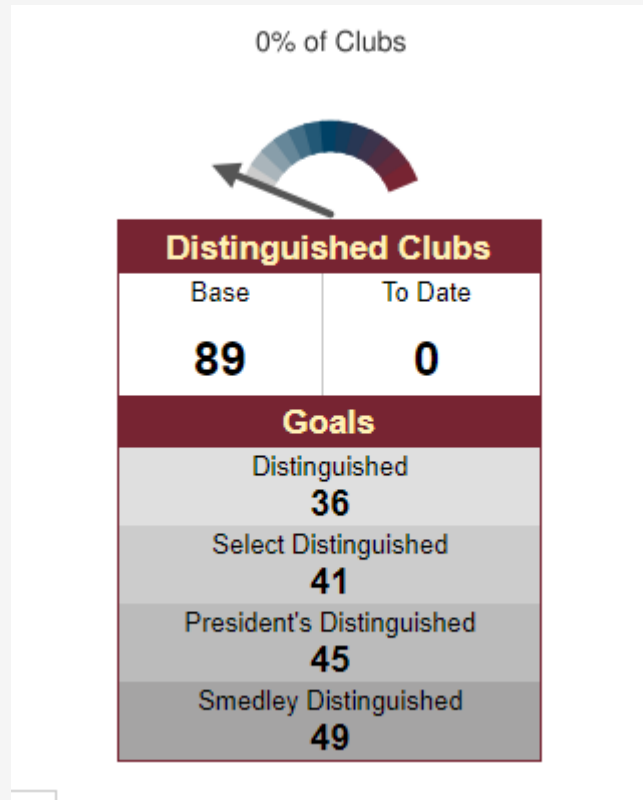 0% of Clubs
Distinguished Clubs
Base To Date
89 0
Goals
Distinguished
36
Select Distinguished
41
President's Distinguished
45
Smedley Distinguished
49